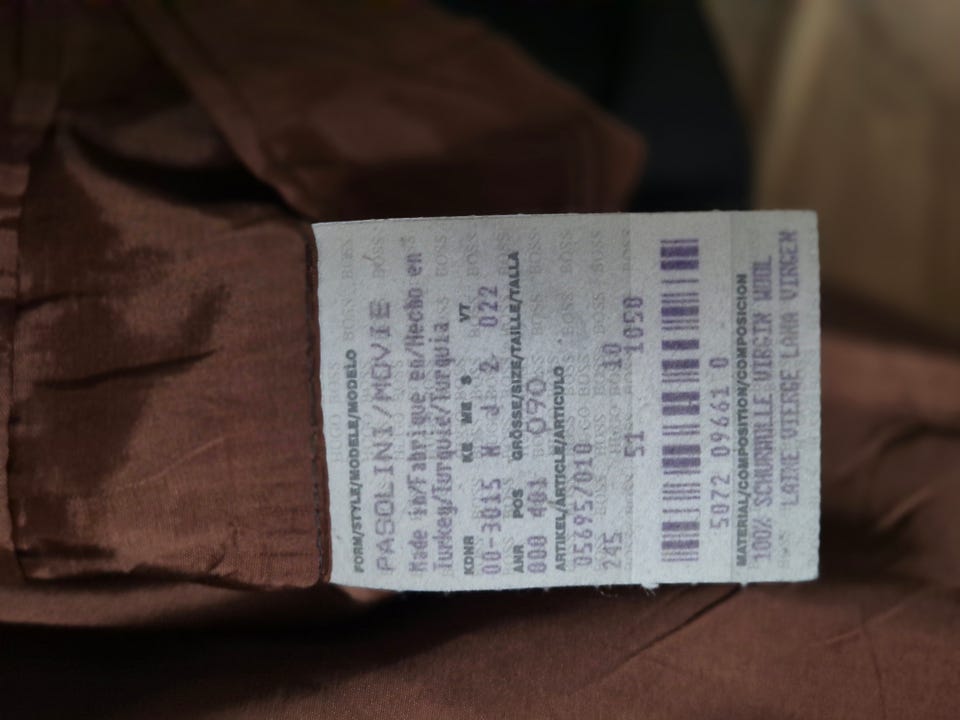 FORM/STYLE/MODELE/MODELO
PASOLINI/MOVIE
Made in/Fabrique en/Hecho en
Turkey/Turquie/Turquia
KDNR KE ME S VT
00-3015 M J 2 022
ANR POS GRÖSSE/SIZE/TAILLE/TALLA
000 401 090
ARTIKEL/ARTICLE/ARTICULO
05695/010
245 51 10 1050
5072 09661 0
MATERIAL/COMPOSITION/COMPOSICION
100% SCHURWOLLE VIRGIN WOOL
LAINE VIERGE LANA VIRGEN